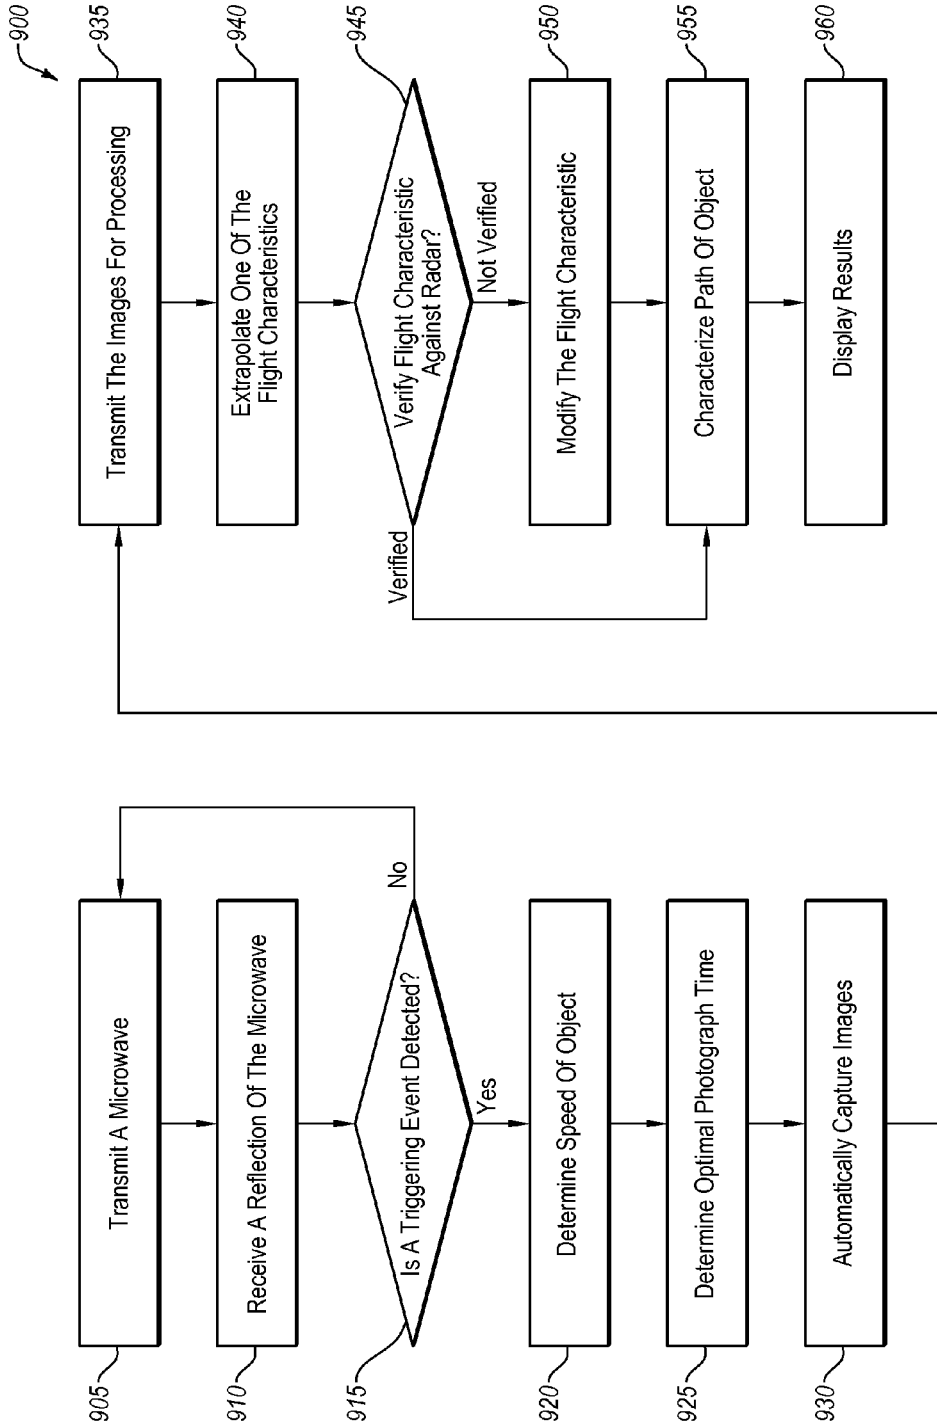 900
905
Transmit A Microwave
910
Receive A Reflection Of The Microwave
915
Is A Triggering Event Detected?
No
Yes
920
Determine Speed Of Object
925
Determine Optimal Photograph Time
930
Automatically Capture Images
935
Transmit The Images For Processing
940
Extrapolate One Of The
Flight Characteristics
945
Verify Flight Characteristic
Against Radar?
Verified
Not Verified
950
Modify The Flight Characteristic
955
Characterize Path Of Object
960
Display Results